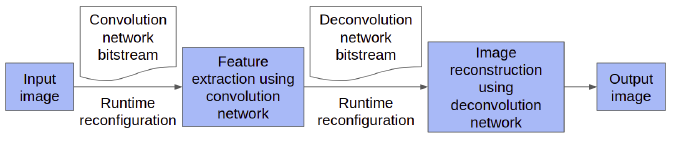 Input
image
Convolution
network
bitstream
Runtime
reconfiguration
Feature
extraction using
convolution
network
Deconvolution
network
bitstream
Runtime
reconfiguration
Image
reconstruction
using
deconvolution
network
Output
image